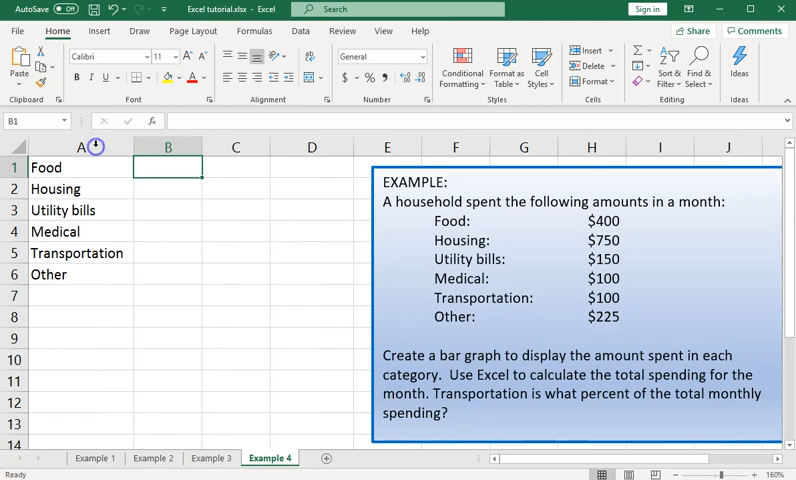 AutoSave Off Excel tutorial.xlsx - Excel Search Sign in
File Home Insert Draw Page Layout Formulas Data Review View Help Share Comments
Paste Calibri 11 General Conditional Formatting Format as Table Cell Styles Insert Delete Format Sort & Filter Find & Select Ideas
Clipboard Font Alignment Number Styles Cells Editing Ideas
B1 fx
A B C D E F G H I J
1 Food
2 Housing
3 Utility bills
4 Medical
5 Transportation
6 Other
7
8
9
10
11
12
13
14
EXAMPLE:
A household spent the following amounts in a month:
Food: $400
Housing: $750
Utility bills: $150
Medical: $100
Transportation: $100
Other: $225
Create a bar graph to display the amount spent in each
category. Use Excel to calculate the total spending for the
month. Transportation is what percent of the total monthly
spending?
Example 1 Example 2 Example 3 Example 4
Ready 160%